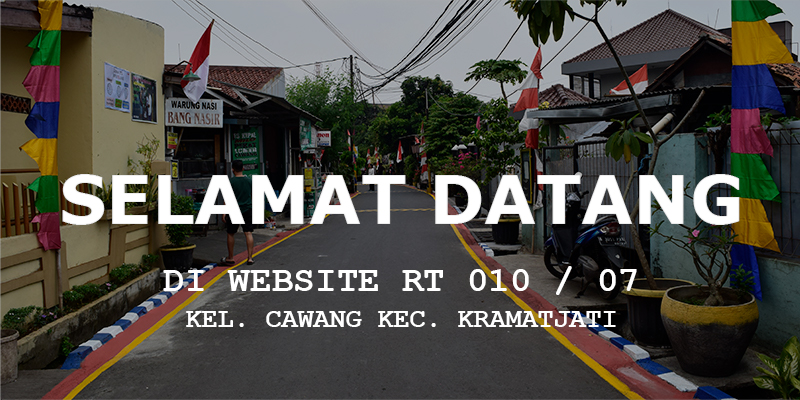 WARUNG NASI
BANG NASIR
SELAMAT DATANG
DI WEBSITE RT 010 / 07
KEL. CAWANG KEC. KRAMATJATI